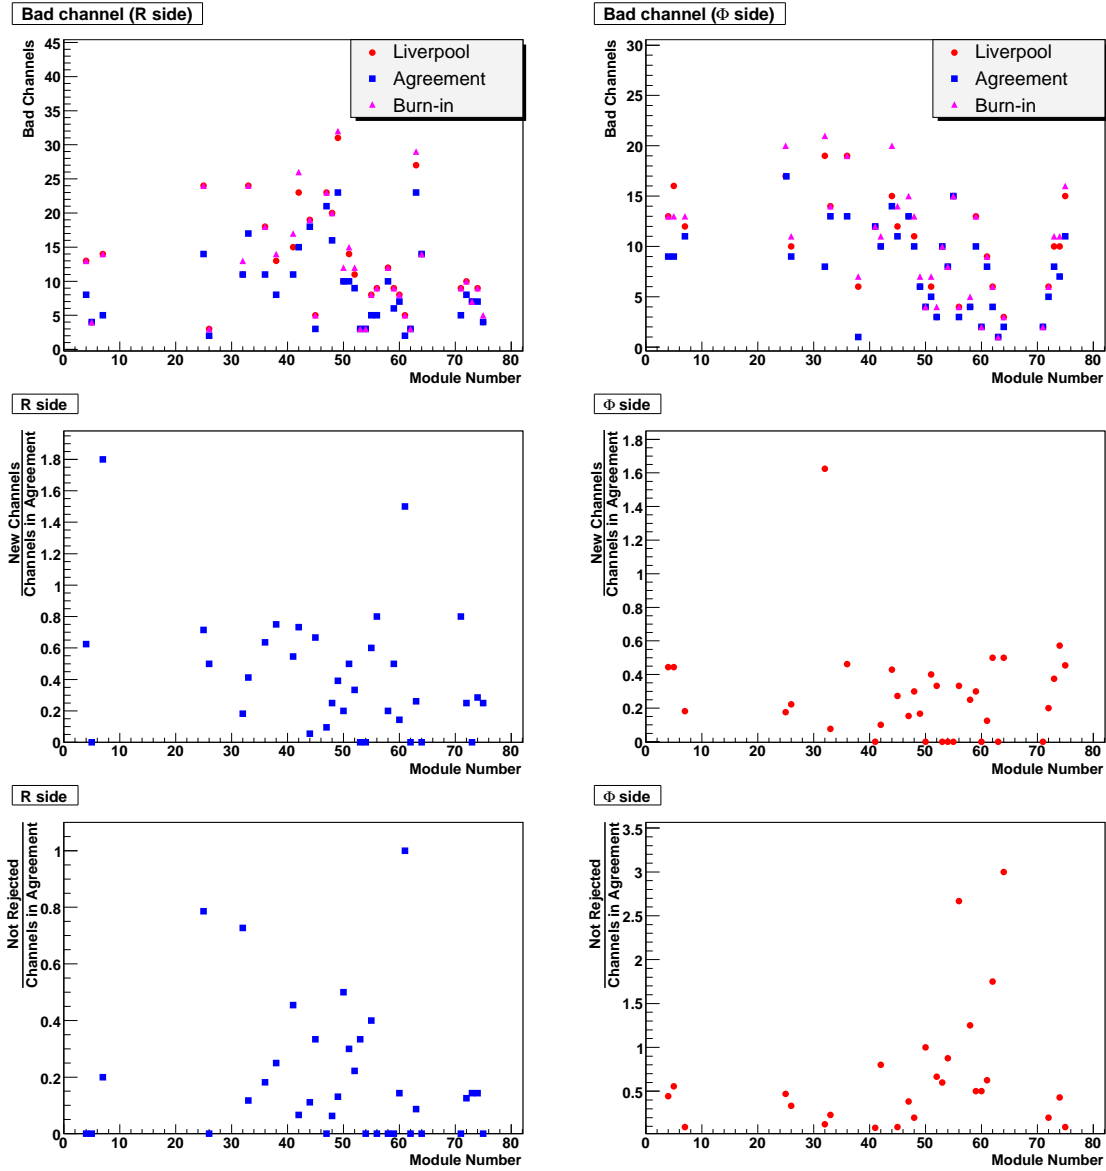 Bad channel (R side)
Bad Channels
45
40
35
30
25
20
15
10
5
0
Liverpool
Agreement
Burn-in
0 10 20 30 40 50 60 70 80
Module Number
Bad channel (Φ side)
Bad Channels
30
25
20
15
10
5
0
Liverpool
Agreement
Burn-in
0 10 20 30 40 50 60 70 80
Module Number
R side
New Channels
Channels in Agreement
1.8
1.6
1.4
1.2
1
0.8
0.6
0.4
0.2
0
0 10 20 30 40 50 60 70 80
Module Number
Φ side
New Channels
Channels in Agreement
1.8
1.6
1.4
1.2
1
0.8
0.6
0.4
0.2
0
0 10 20 30 40 50 60 70 80
Module Number
R side
Not Rejected
Channels in Agreement
1
0.8
0.6
0.4
0.2
0
0 10 20 30 40 50 60 70 80
Module Number
Φ side
Not Rejected
Channels in Agreement
3.5
3
2.5
2
1.5
1
0.5
0 10 20 30 40 50 60 70 80
Module Number